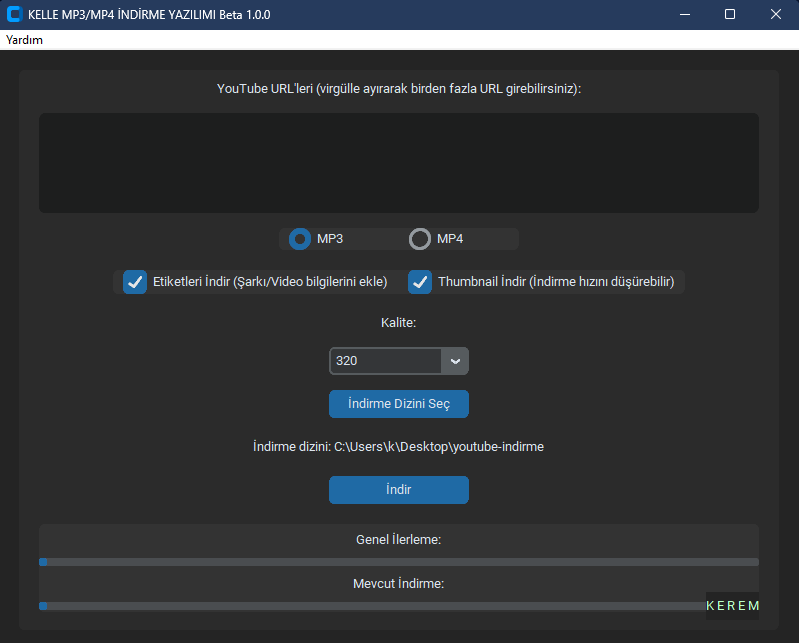 KELLE MP3/MP4 İNDİRME YAZILIMI Beta 1.0.0
Yardım
YouTube URL'leri (virgülle ayırarak birden fazla URL girebilirsiniz):
MP3 MP4
Etiketleri İndir (Şarkı/Video bilgilerini ekle) Thumbnail İndir (İndirme hızını düşürebilir)
Kalite:
320
İndirme Dizini Seç
İndirme dizini: C:\Users\k\Desktop\youtube-indirme
İndir
Genel İlerleme:
Mevcut İndirme:
KEREM